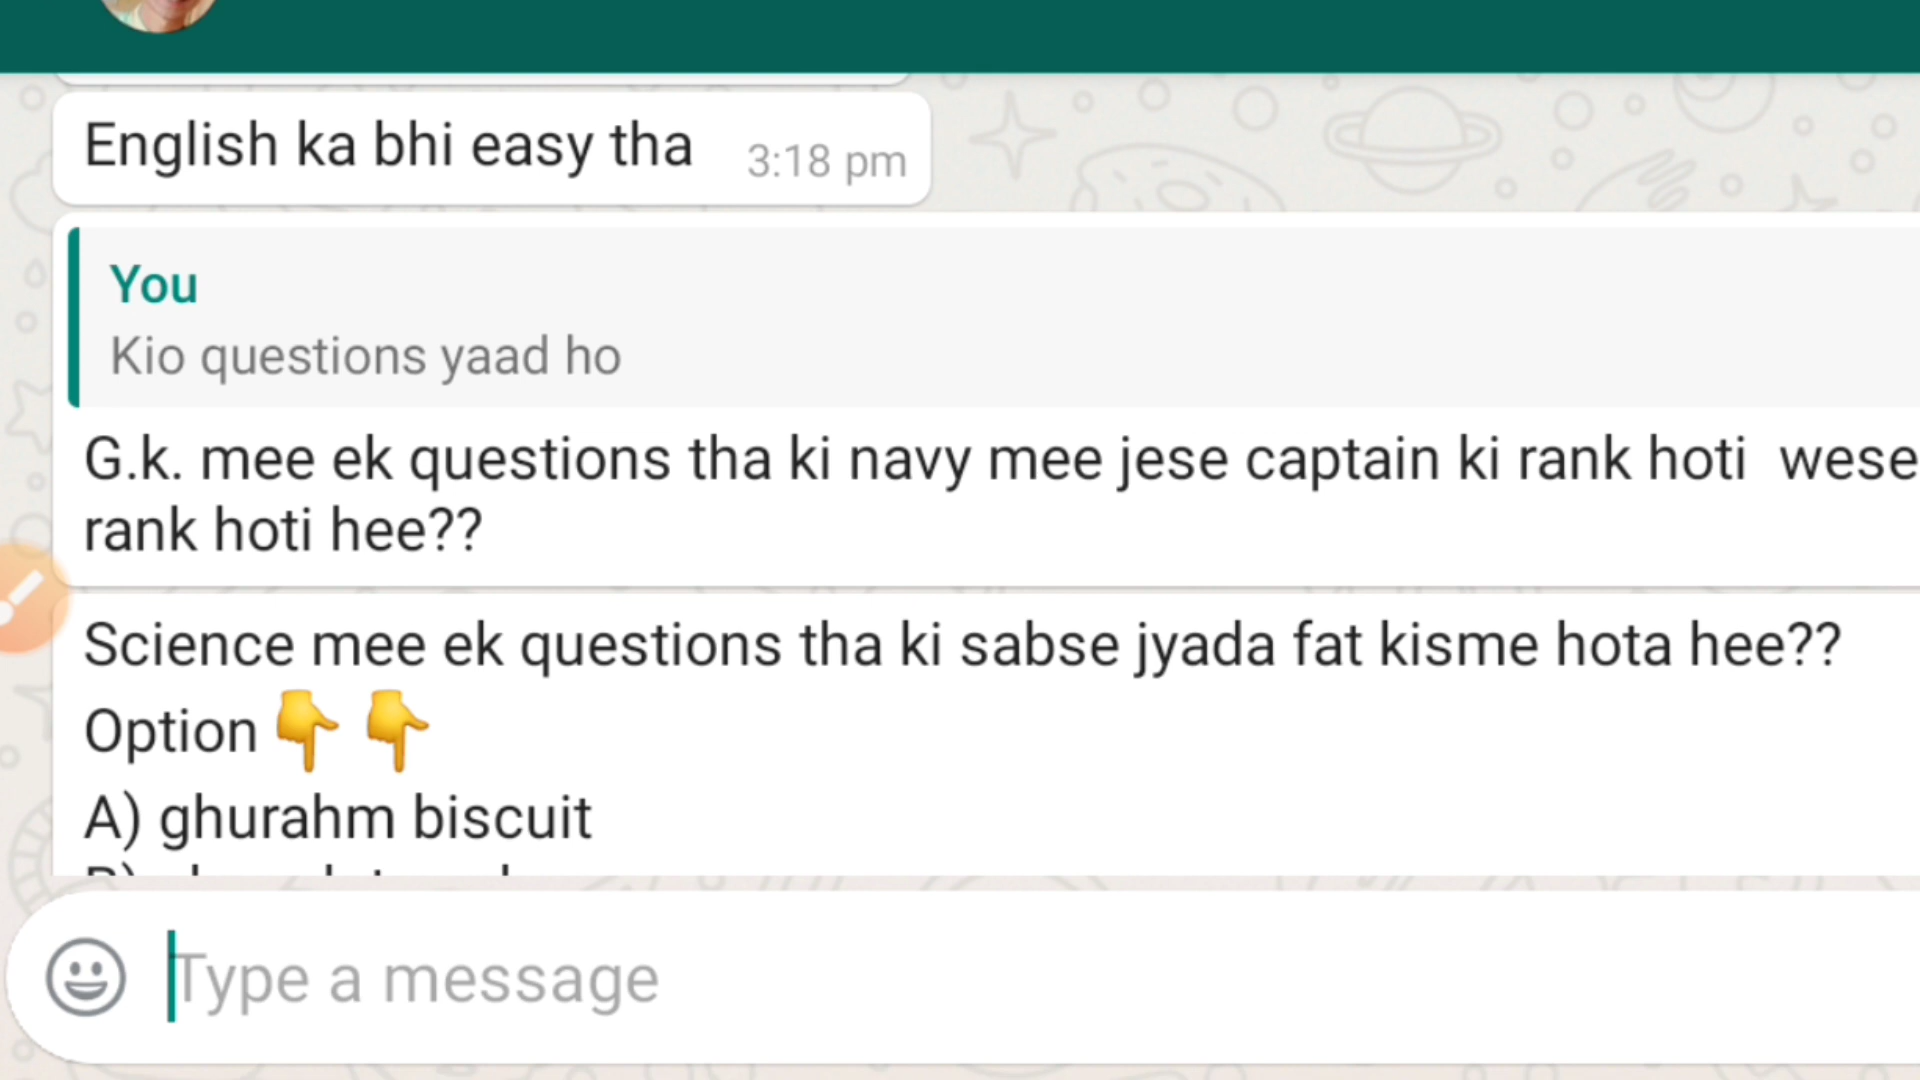 English ka bhi easy tha 3:18 pm
You
Kio questions yaad ho
G.k. mee ek questions tha ki navy mee jese captain ki rank hoti wese
rank hoti hee??
Science mee ek questions tha ki sabse jyada fat kisme hota hee??
Option 👇 👇
A) ghurahm biscuit
Type a message